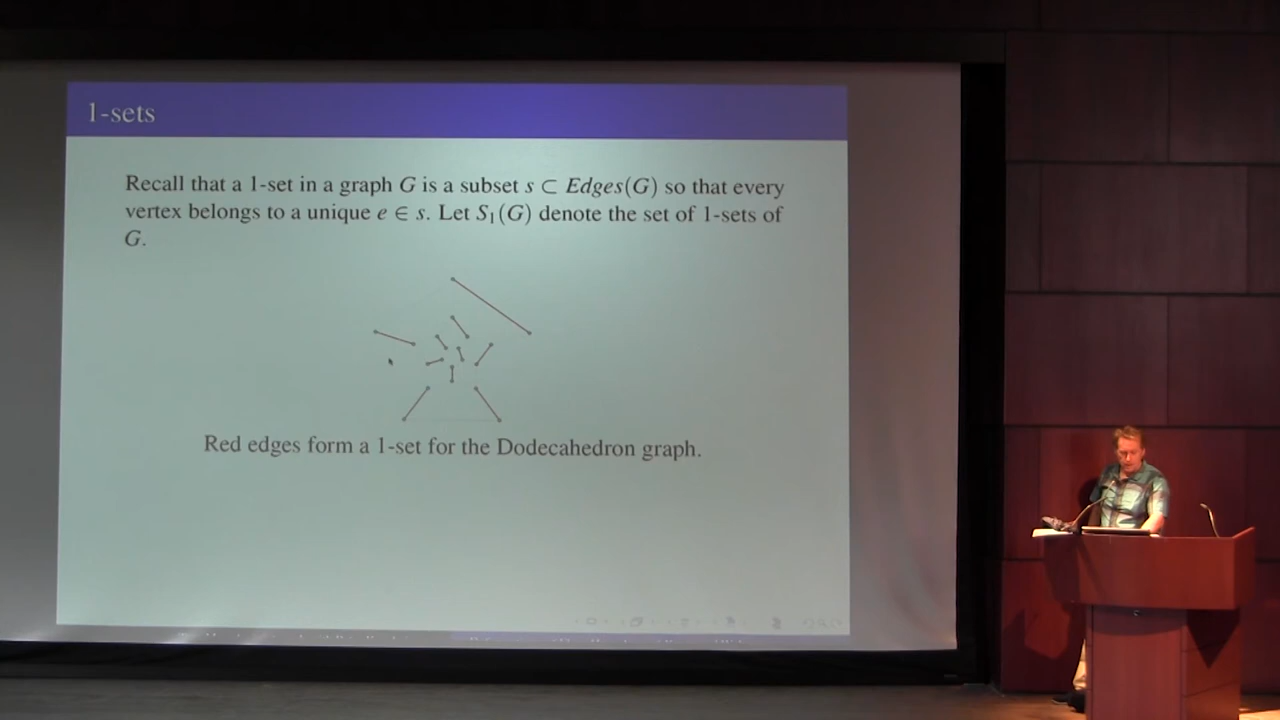 1-sets
Recall that a 1-set in a graph G is a subset s ⊂ Edges(G) so that every
vertex belongs to a unique e ∈ s. Let S₁(G) denote the set of 1-sets of
G.
Red edges form a 1-set for the Dodecahedron graph.